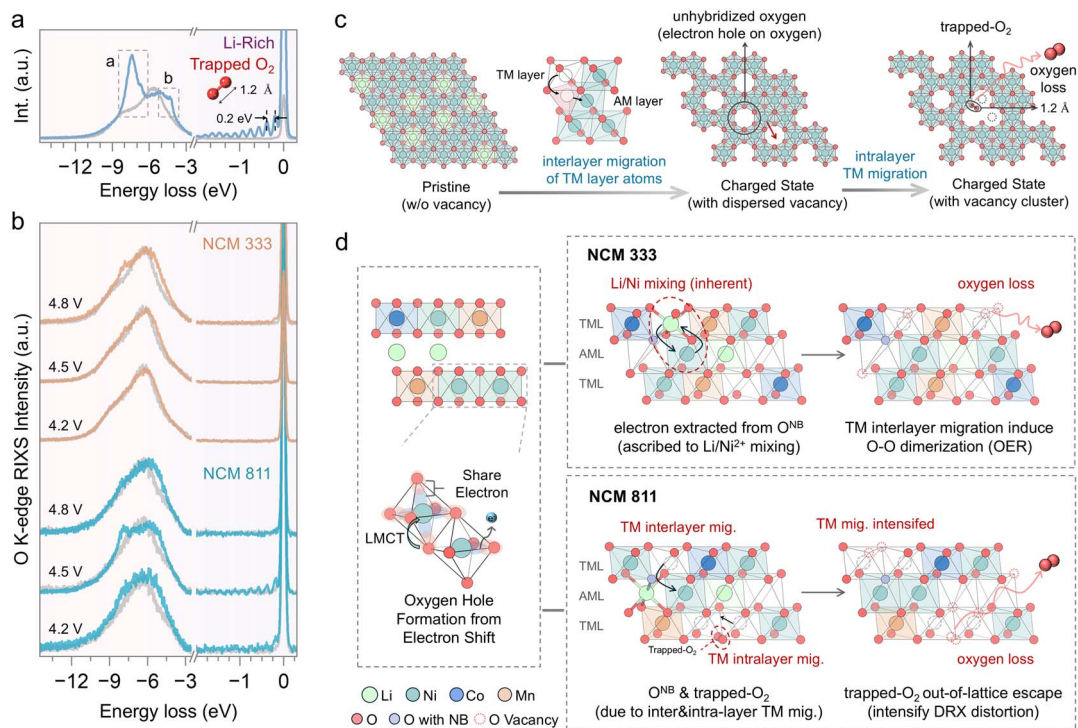 a
Int. (a.u.)
Li-Rich
Trapped O₂
a
b
1.2 Å
0.2 eV
−12 −9 −6 −3 0
Energy loss (eV)
b
O K-edge RIXS Intensity (a.u.)
NCM 333
4.8 V
4.5 V
4.2 V
NCM 811
4.8 V
4.5 V
4.2 V
−12 −9 −6 −3 0
Energy loss (eV)
c
unhybridized oxygen
(electron hole on oxygen)
trapped-O₂
TM layer
AM layer
oxygen
loss
1.2 Å
interlayer migration
of TM layer atoms
intralayer
TM migration
Pristine
(w/o vacancy)
Charged State
(with dispersed vacancy)
Charged State
(with vacancy cluster)
d
Share
Electron
LMCT
Oxygen Hole
Formation from
Electron Shift
NCM 333
Li/Ni mixing (inherent)
oxygen loss
TML
AML
TML
electron extracted from Oᴺᴮ
(ascribed to Li/Ni²⁺ mixing)
TM interlayer migration induce
O-O dimerization (OER)
NCM 811
TM interlayer mig.
TM mig. intensifed
TML
AML
TML
Trapped-O₂
TM intralayer mig.
oxygen loss
Oᴺᴮ & trapped-O₂
(due to inter&intra-layer TM mig.)
trapped-O₂ out-of-lattice escape
(intensify DRX distortion)
Li Ni Co Mn
O O with NB O Vacancy